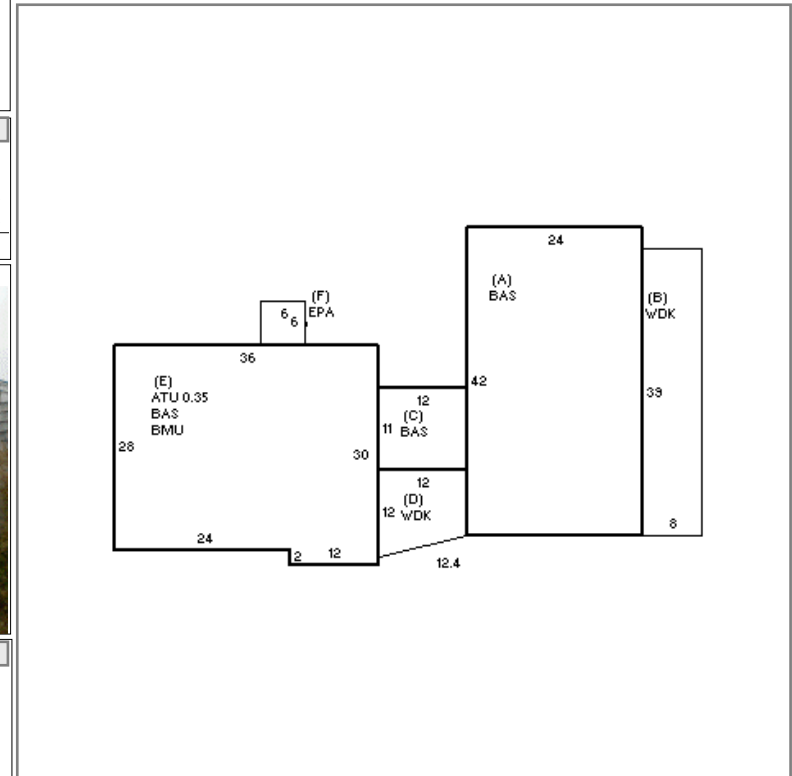 24
(A)
BAS
(B)
WDK
(F)
EPA
6
6
36
(E)
ATU 0.35
BAS
BMU
42
39
12
(C)
BAS
11
28
30
12
(D)
WDK
12
24
2
12
12.4
8